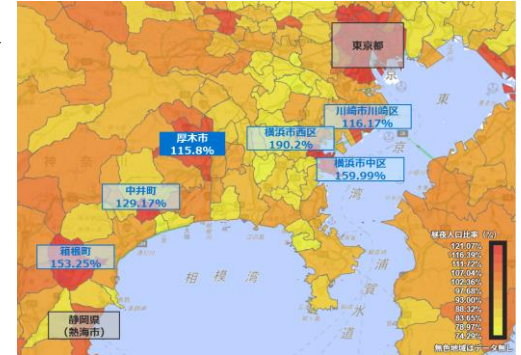 東京都
川崎市川崎区
116.17%
厚木市
115.8%
横浜市西区
190.2%
横浜市中区
159.99%
中井町
129.17%
箱根町
153.25%
静岡県
(熱海市)
東
京
湾
相模湾
浦賀水道
昼夜人口比率(%)
121.07%
116.39%
111.72%
107.04%
102.36%
97.68%
93.00%
88.32%
83.65%
78.97%
74.29%
無色地域はデータ無し